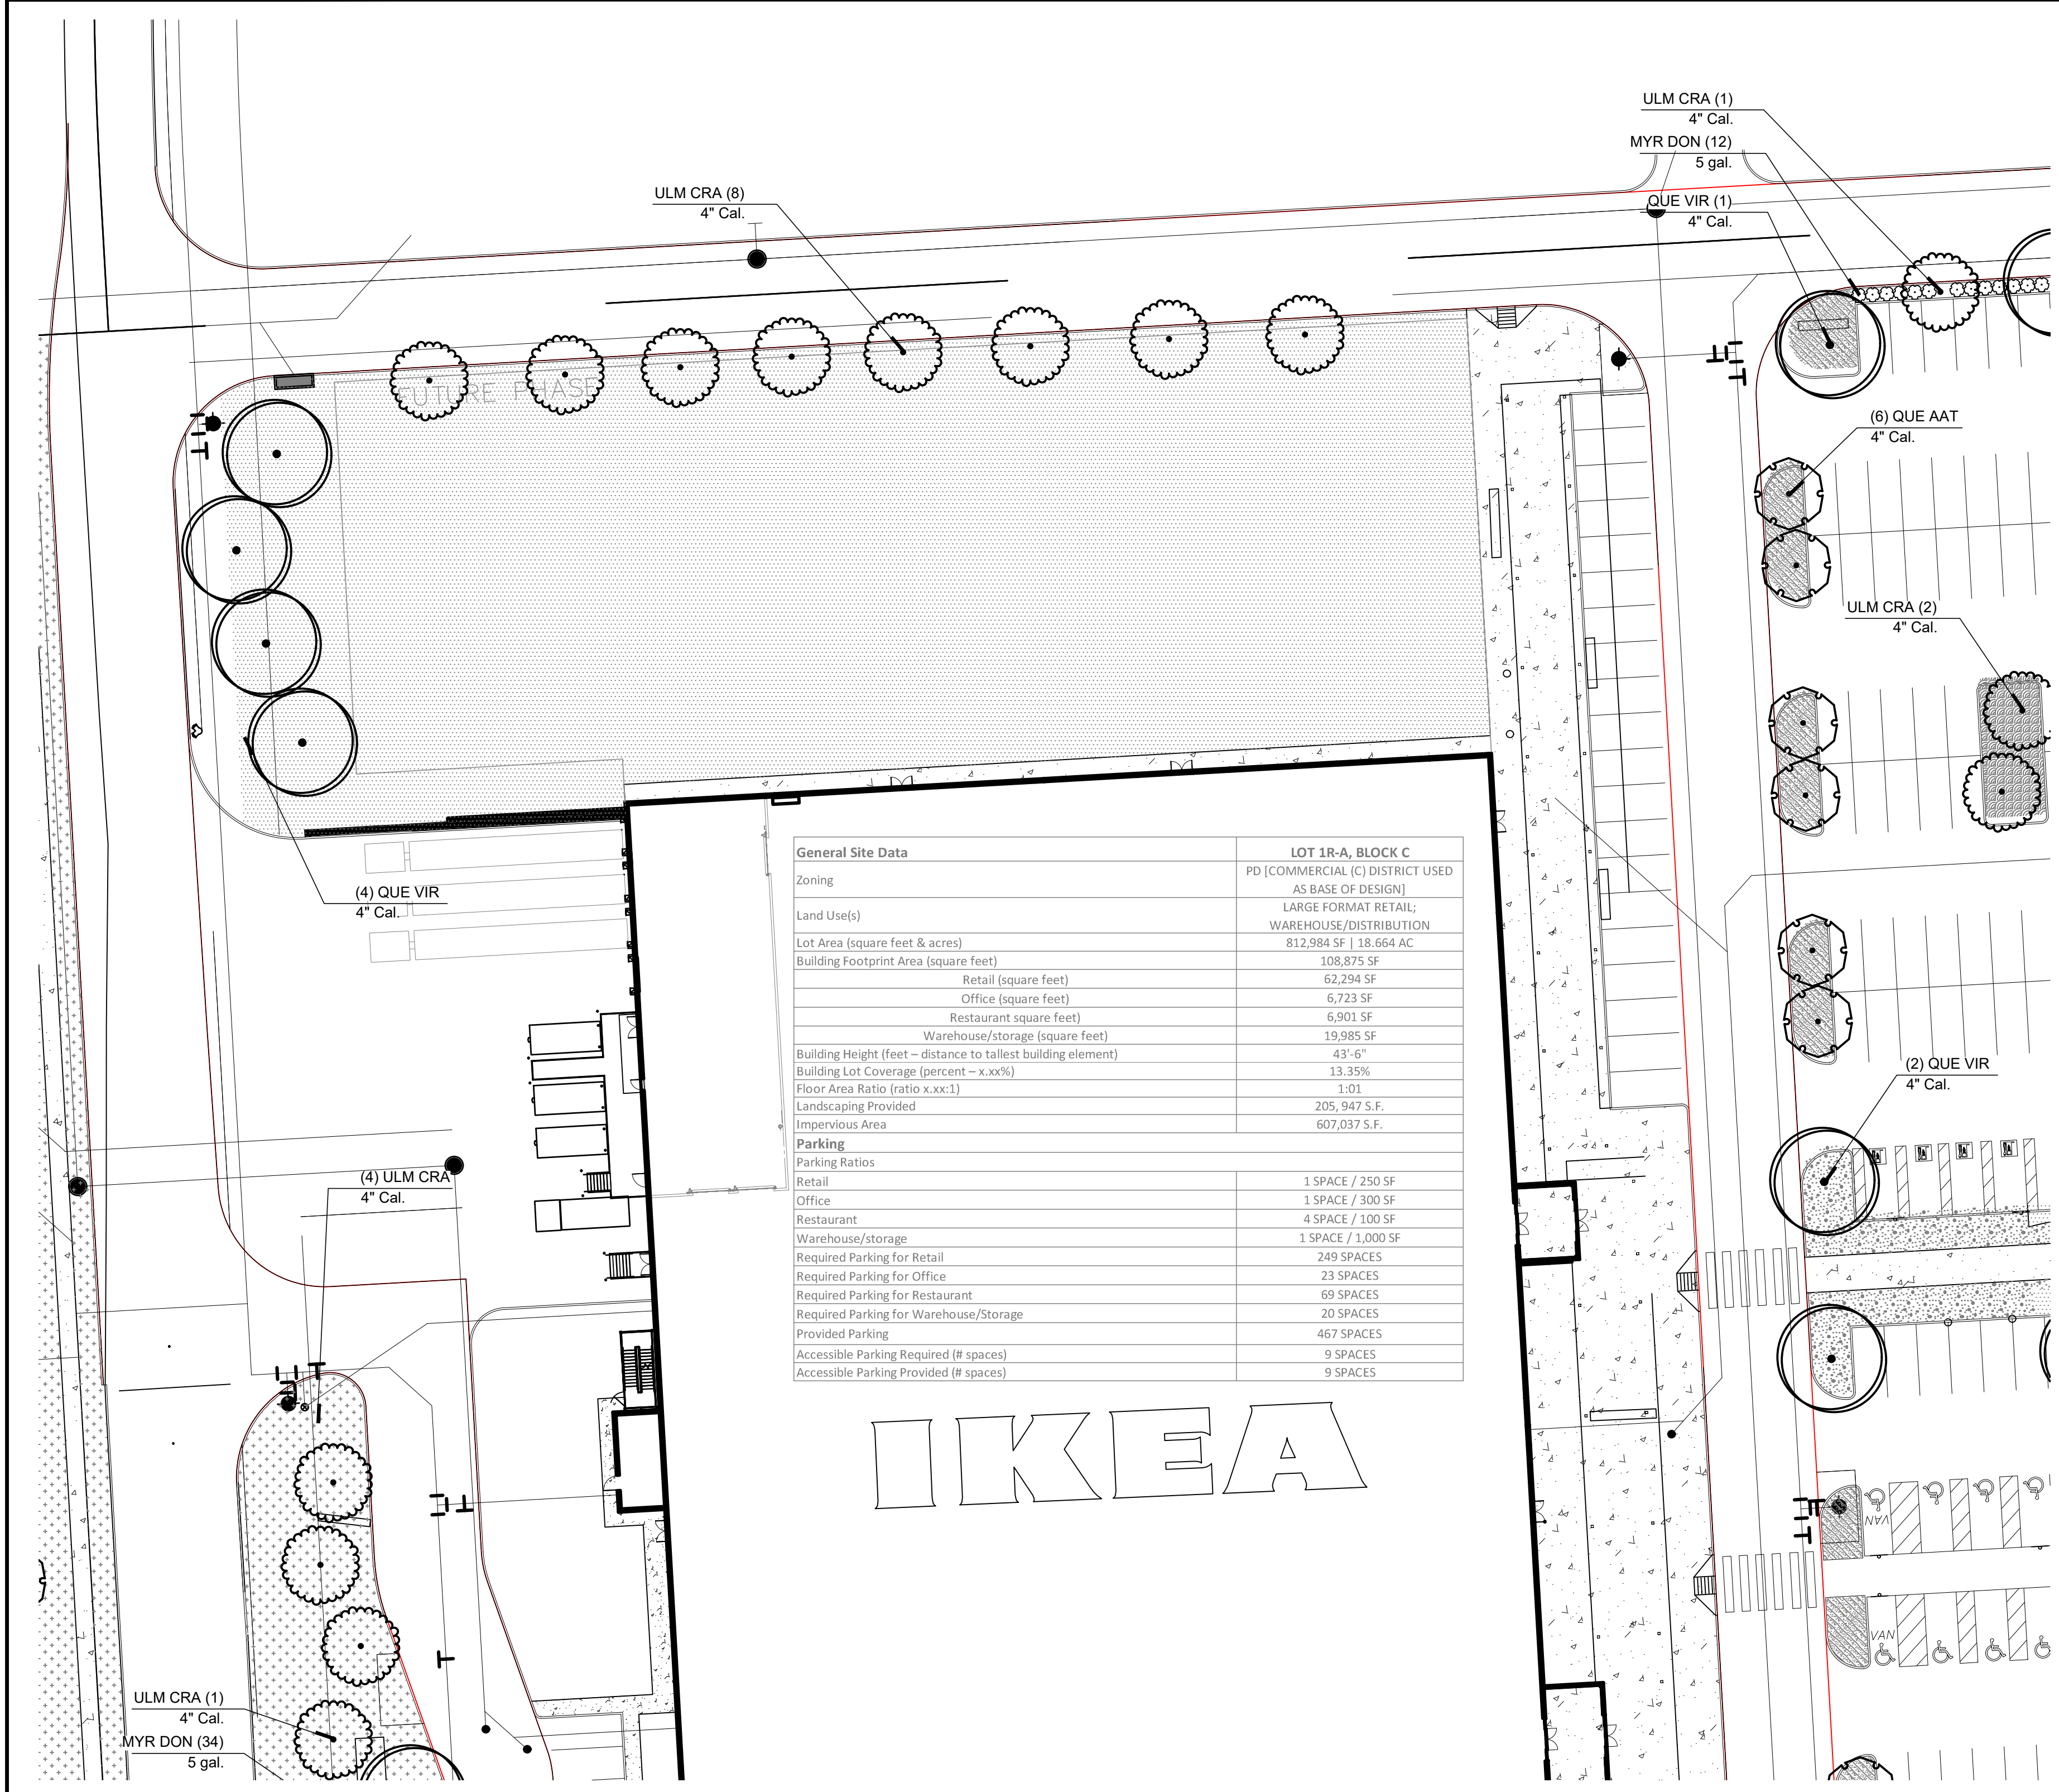 ULM CRA (1)
4" Cal.
MYR DON (12)
5 gal.
ULM CRA (8)
4" Cal.
QUE VIR (1)
4" Cal.
FUTURE PHASE
(6) QUE AAT
4" Cal.
ULM CRA (2)
4" Cal.
(4) QUE VIR
4" Cal.
General Site Data LOT 1R-A, BLOCK C
Zoning PD [COMMERCIAL (C) DISTRICT USED
AS BASE OF DESIGN]
Land Use(s) LARGE FORMAT RETAIL;
WAREHOUSE/DISTRIBUTION
Lot Area (square feet & acres) 812,984 SF | 18.664 AC
Building Footprint Area (square feet) 108,875 SF
Retail (square feet) 62,294 SF
Office (square feet) 6,723 SF
Restaurant square feet) 6,901 SF
Warehouse/storage (square feet) 19,985 SF
Building Height (feet – distance to tallest building element) 43'-6"
Building Lot Coverage (percent – x.xx%) 13.35%
Floor Area Ratio (ratio x.xx:1) 1:01
Landscaping Provided 205, 947 S.F.
Impervious Area 607,037 S.F.
Parking
Parking Ratios
Retail 1 SPACE / 250 SF
Office 1 SPACE / 300 SF
Restaurant 4 SPACE / 100 SF
Warehouse/storage 1 SPACE / 1,000 SF
Required Parking for Retail 249 SPACES
Required Parking for Office 23 SPACES
Required Parking for Restaurant 69 SPACES
Required Parking for Warehouse/Storage 20 SPACES
Provided Parking 467 SPACES
Accessible Parking Required (# spaces) 9 SPACES
Accessible Parking Provided (# spaces) 9 SPACES
(2) QUE VIR
4" Cal.
(4) ULM CRA
4" Cal.
IKEA
VAN
VAN
ULM CRA (1)
4" Cal.
MYR DON (34)
5 gal.